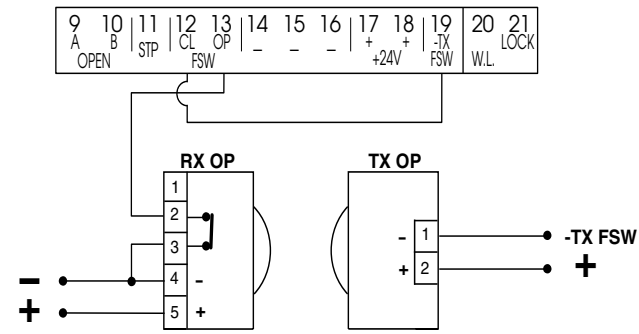 9 10 11 12 13 14 15 16 17 18 19 20 21
A B STP CL OP – – – + + -TX LOCK
OPEN FSW +24V FSW W.L.
RX OP TX OP
1
2
3
4 -
5 +
- 1
+ 2
-TX FSW
+
-
+